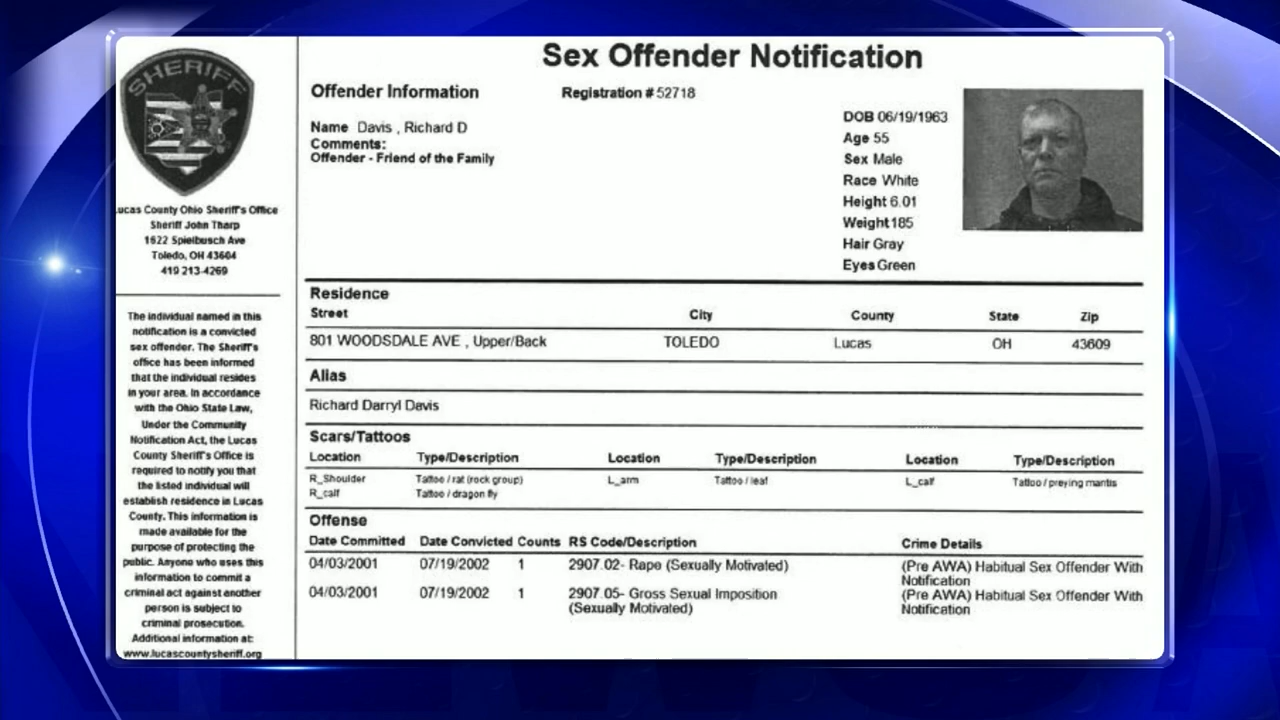 SHERIFF
Lucas County Ohio Sheriff's Office
Sheriff John Tharp
1622 Spielbusch Ave
Toledo, OH 43604
419 213-4269
The individual named in this
notification is a convicted
sex offender. The Sheriff's
office has been informed
that the individual resides
in your area. In accordance
with the Ohio State Law,
Under the Community
Notification Act, the Lucas
County Sheriff's Office is
required to notify you that
the listed individual will
establish residence in Lucas
County. This information is
made available for the
purpose of protecting the
public. Anyone who uses this
information to commit a
criminal act against another
person is subject to
criminal prosecution.
Additional information at:
www.lucascountysheriff.org
Sex Offender Notification
Offender Information Registration # 52718
Name Davis , Richard D
Comments:
Offender - Friend of the Family
DOB 06/19/1963
Age 55
Sex Male
Race White
Height 6.01
Weight 185
Hair Gray
Eyes Green
Residence
Street City County State Zip
801 WOODSDALE AVE , Upper/Back TOLEDO Lucas OH 43609
Alias
Richard Darryl Davis
Scars/Tattoos
Location Type/Description Location Type/Description Location Type/Description
R_Shoulder Tattoo / rat (rock group) L_arm Tattoo / leaf L_calf Tattoo / preying mantis
R_calf Tattoo / dragon fly
Offense
Date Committed Date Convicted Counts RS Code/Description Crime Details
04/03/2001 07/19/2002 1 2907.02- Rape (Sexually Motivated) (Pre AWA) Habitual Sex Offender With
Notification
04/03/2001 07/19/2002 1 2907.05- Gross Sexual Imposition (Pre AWA) Habitual Sex Offender With
(Sexually Motivated) Notification